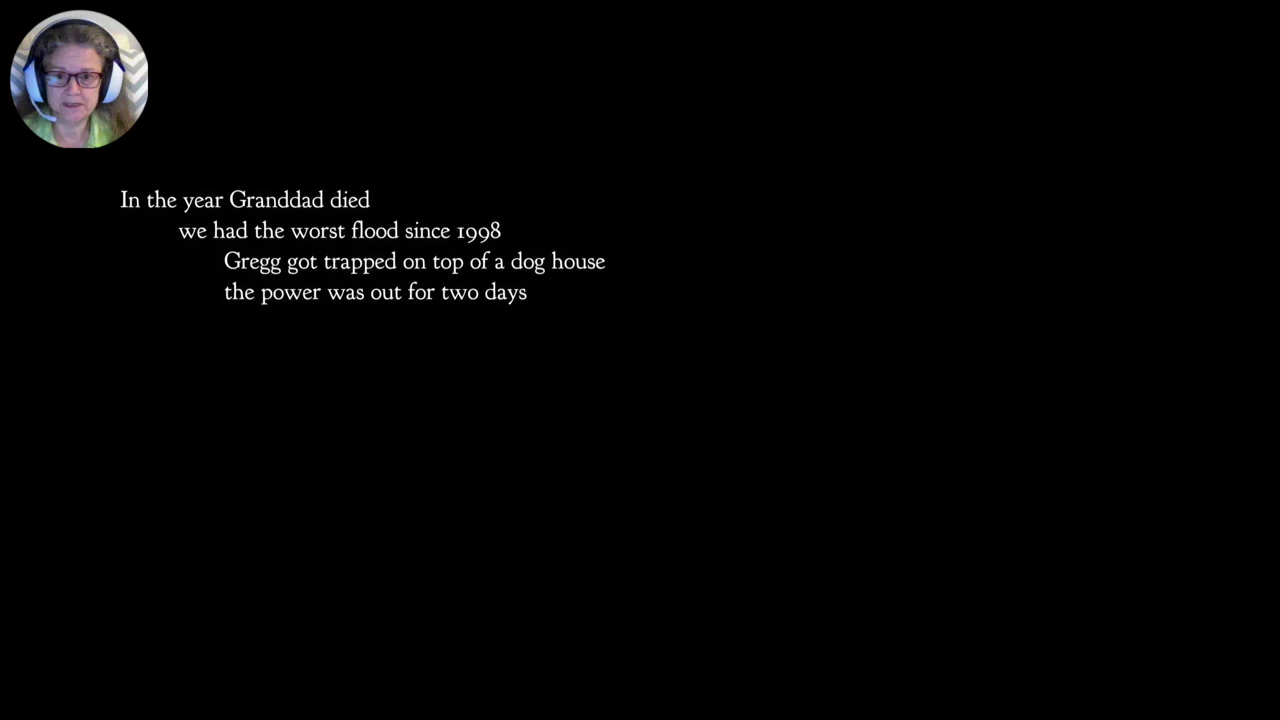 In the year Granddad died
we had the worst flood since 1998
Gregg got trapped on top of a dog house
the power was out for two days